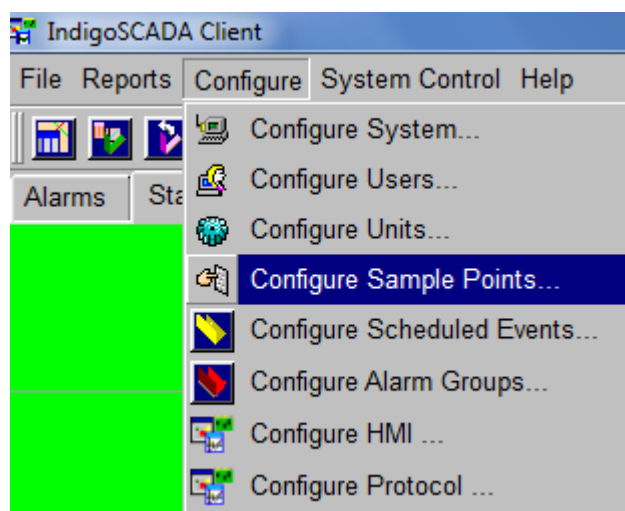 IndigoSCADA Client
File Reports Configure System Control Help
Configure System...
Configure Users...
Alarms Sta
Configure Units...
Configure Sample Points...
Configure Scheduled Events...
Configure Alarm Groups...
Configure HMI ...
Configure Protocol ...